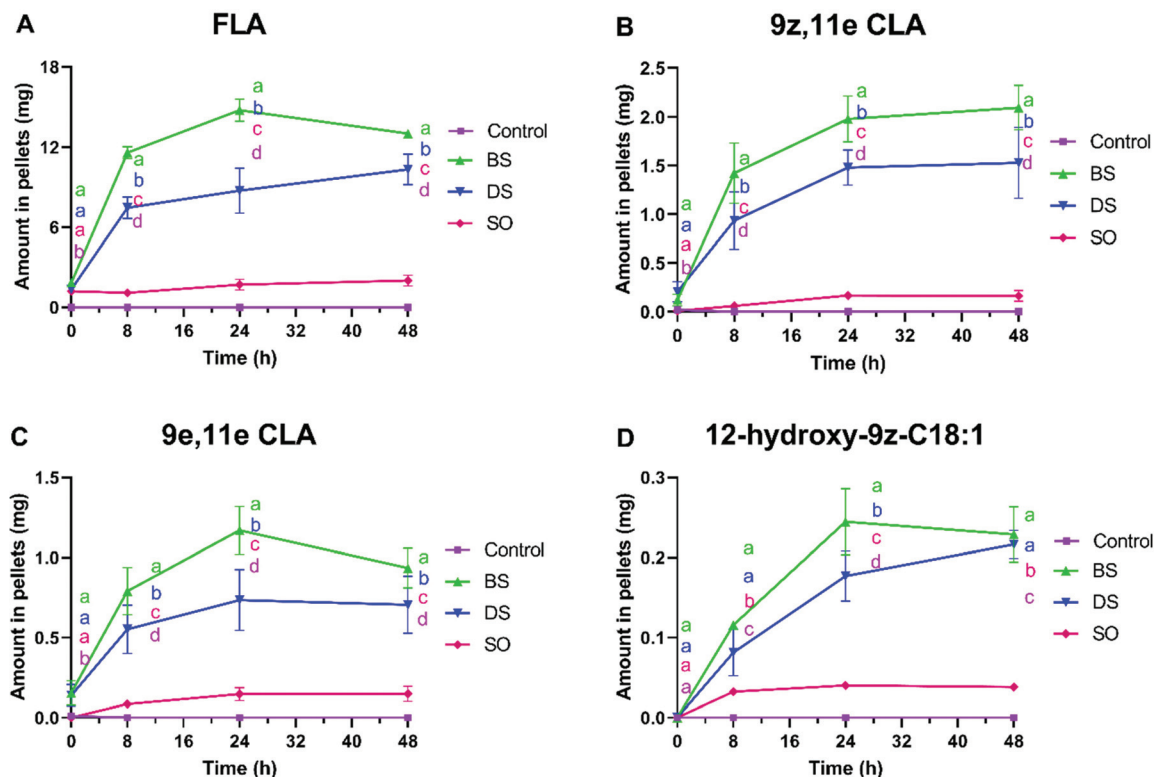 A
FLA
Amount in pellets (mg)
18
12
6
0
a
a
a
b
a
b
c
d
a
b
c
d
a
b
c
d
0 8 16 24 32 40 48
Time (h)
Control
BS
DS
SO
B
9z,11e CLA
Amount in pellets (mg)
2.5
2.0
1.5
1.0
0.5
0.0
a
a
a
b
a
b
c
d
a
b
c
d
a
b
c
d
0 8 16 24 32 40 48
Time (h)
Control
BS
DS
SO
C
9e,11e CLA
Amount in pellets (mg)
1.5
1.0
0.5
0.0
a
a
a
b
a
b
c
d
a
b
c
d
a
b
c
d
0 8 16 24 32 40 48
Time (h)
Control
BS
DS
SO
D
12-hydroxy-9z-C18:1
Amount in pellets (mg)
0.3
0.2
0.1
0.0
a
a
a
a
a
a
b
c
a
b
c
d
a
a
b
c
0 8 16 24 32 40 48
Time (h)
Control
BS
DS
SO